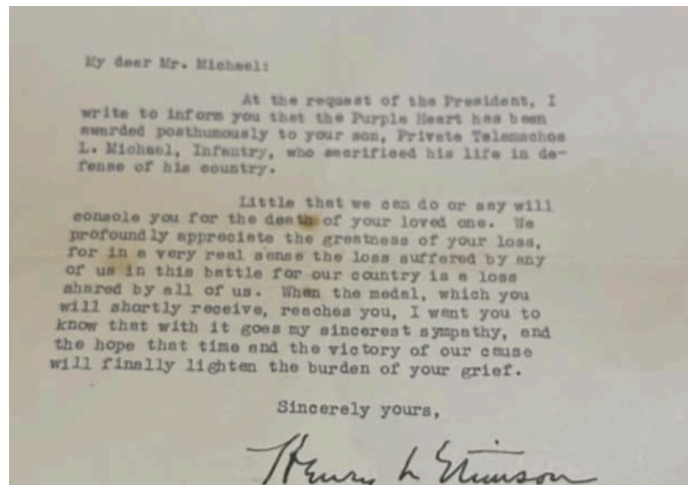 My dear Mr. Michael:
At the request of the President, I
write to inform you that the Purple Heart has been
awarded posthumously to your son, Private Telemachos
L. Michael, Infantry, who sacrificed his life in de-
fense of his country.
Little that we can do or say will
console you for the death of your loved one. We
profoundly appreciate the greatness of your loss,
for in a very real sense the loss suffered by any
of us in this battle for our country is a loss
shared by all of us. When the medal, which you
will shortly receive, reaches you, I want you to
know that with it goes my sincerest sympathy, and
the hope that time and the victory of our cause
will finally lighten the burden of your grief.
Sincerely yours,
Henry L Stimson